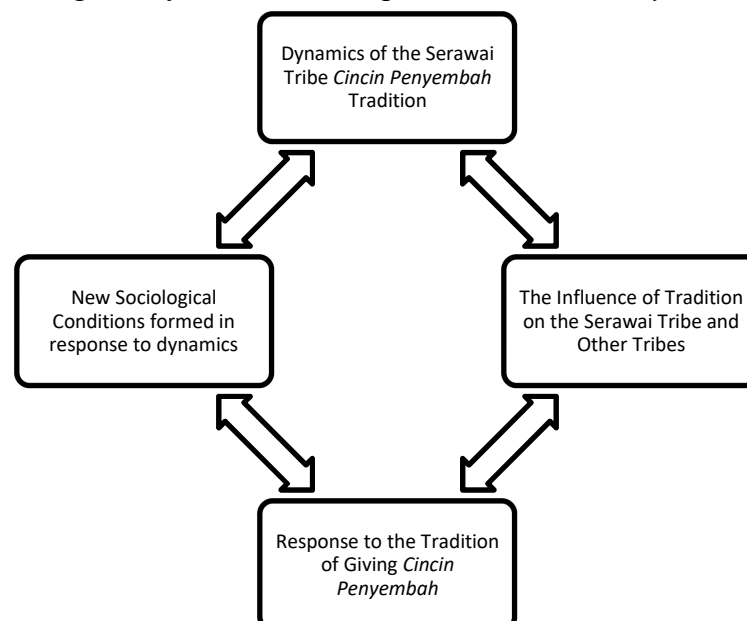 Dynamics of the Serawai
Tribe Cincin Penyembah
Tradition
New Sociological
Conditions formed in
response to dynamics
The Influence of Tradition
on the Serawai Tribe and
Other Tribes
Response to the Tradition
of Giving Cincin
Penyembah